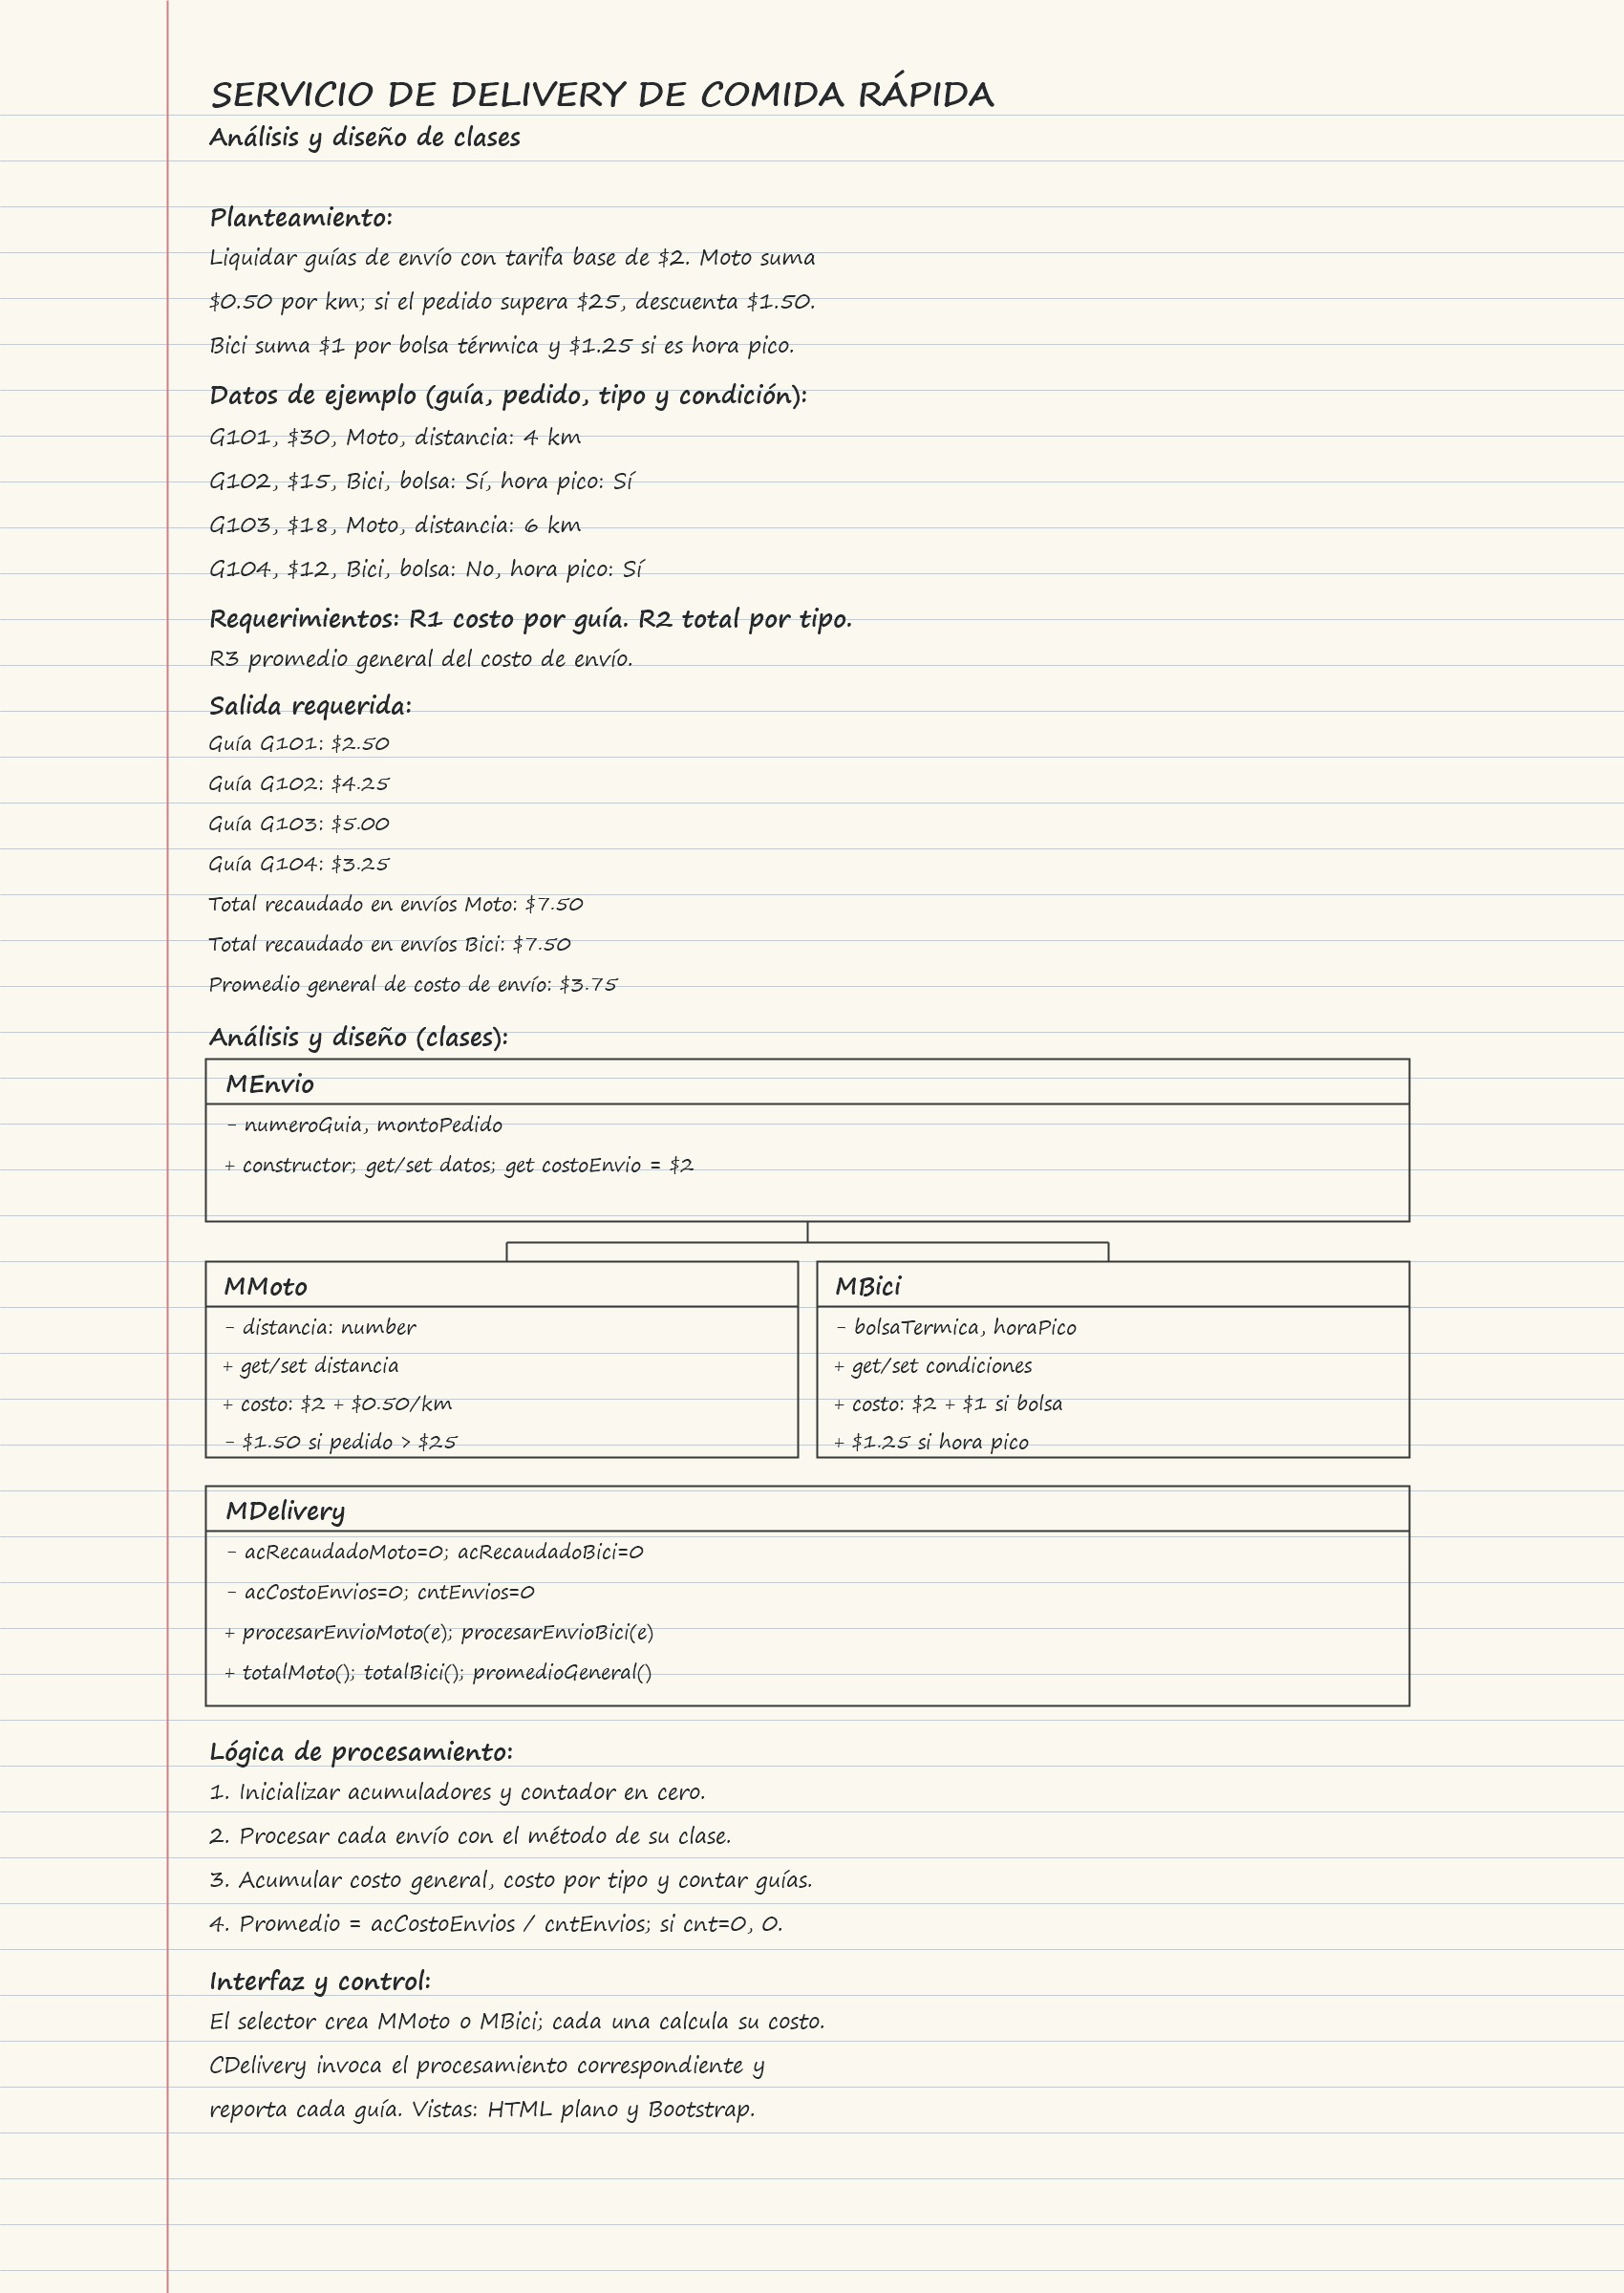 SERVICIO DE DELIVERY DE COMIDA RÁPIDA
Análisis y diseño de clases
Planteamiento:
Liquidar guías de envío con tarifa base de $2. Moto suma
$0.50 por km; si el pedido supera $25, descuenta $1.50.
Bici suma $1 por bolsa térmica y $1.25 si es hora pico.
Datos de ejemplo (guía, pedido, tipo y condición):
G101, $30, Moto, distancia: 4 km
G102, $15, Bici, bolsa: Sí, hora pico: Sí
G103, $18, Moto, distancia: 6 km
G104, $12, Bici, bolsa: No, hora pico: Sí
Requerimientos: R1 costo por guía. R2 total por tipo.
R3 promedio general del costo de envío.
Salida requerida:
Guía G101: $2.50
Guía G102: $4.25
Guía G103: $5.00
Guía G104: $3.25
Total recaudado en envíos Moto: $7.50
Total recaudado en envíos Bici: $7.50
Promedio general de costo de envío: $3.75
Análisis y diseño (clases):
MEnvio
- numeroGuia, montoPedido
+ constructor; get/set datos; get costoEnvio = $2
MMoto
- distancia: number
+ get/set distancia
+ costo: $2 + $0.50/km
- $1.50 si pedido > $25
MBici
- bolsaTermica, horaPico
+ get/set condiciones
+ costo: $2 + $1 si bolsa
+ $1.25 si hora pico
MDelivery
- acRecaudadoMoto=0; acRecaudadoBici=0
- acCostoEnvios=0; cntEnvios=0
+ procesarEnvioMoto(e); procesarEnvioBici(e)
+ totalMoto(); totalBici(); promedioGeneral()
Lógica de procesamiento:
1. Inicializar acumuladores y contador en cero.
2. Procesar cada envío con el método de su clase.
3. Acumular costo general, costo por tipo y contar guías.
4. Promedio = acCostoEnvios / cntEnvios; si cnt=0, 0.
Interfaz y control:
El selector crea MMoto o MBici; cada una calcula su costo.
CDelivery invoca el procesamiento correspondiente y
reporta cada guía. Vistas: HTML plano y Bootstrap.